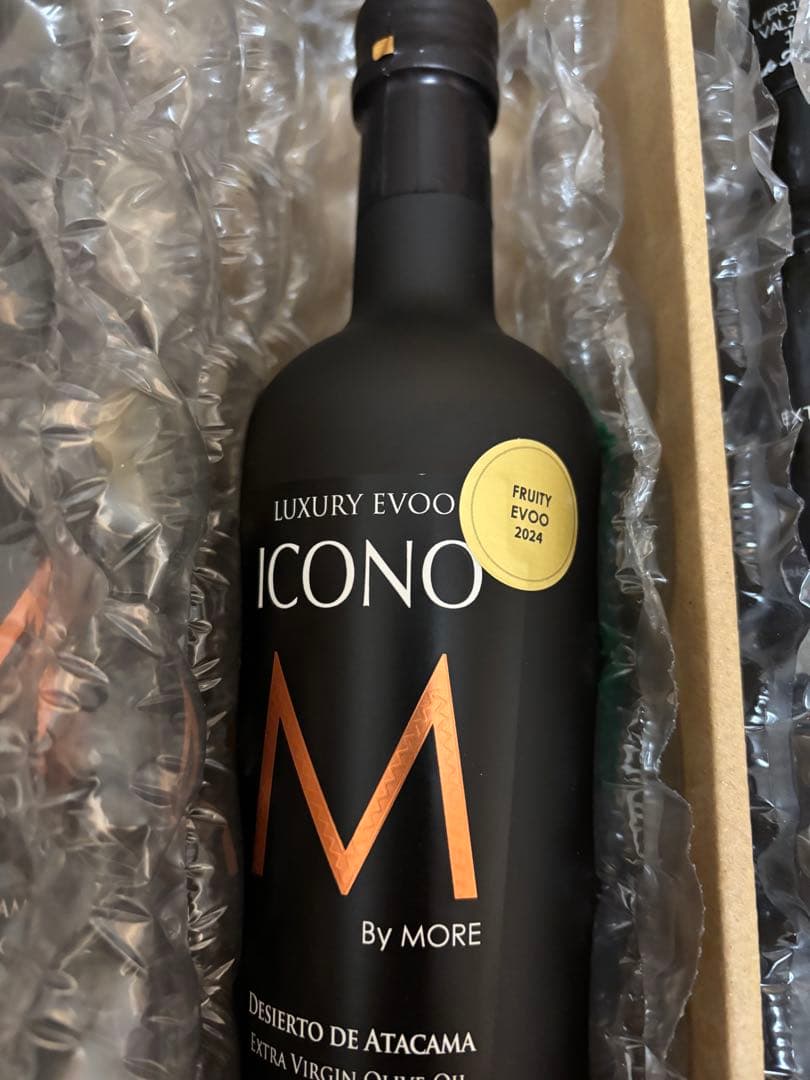 LUXURY EVOO
ICONO
FRUITY
EVOO
2024
M
By MORE
DESIERTO DE ATACAMA
EXTRA VIRGIN OLIVE OIL